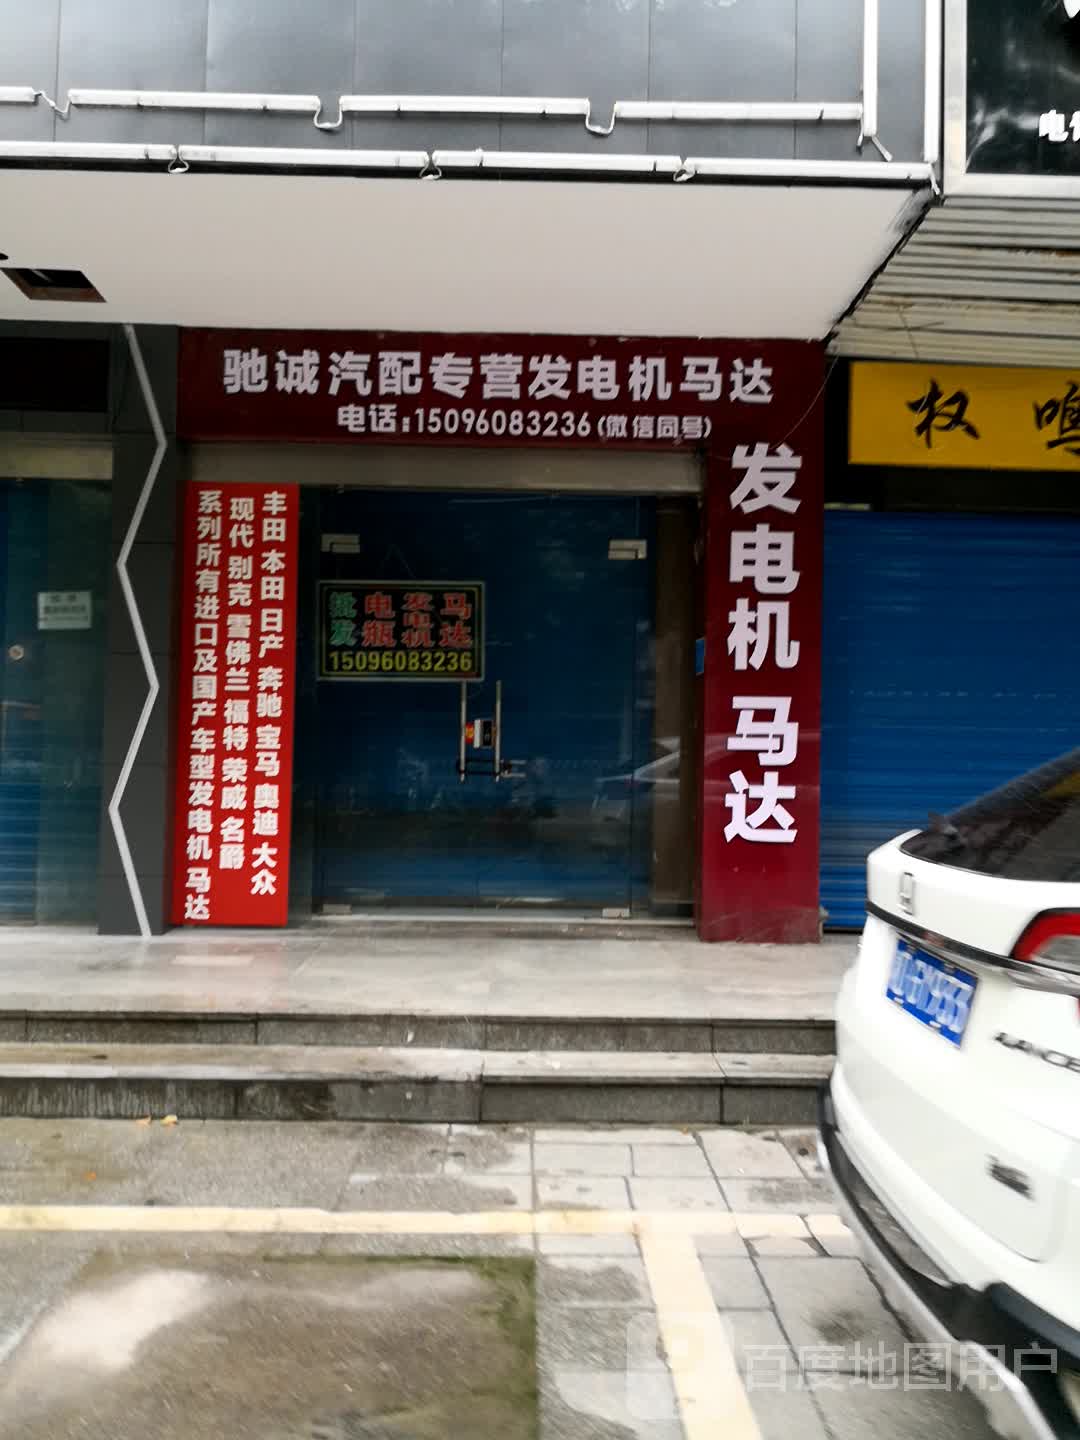 驰诚汽配专营发电机马达
电话:15096083236(微信同号)
发电机 马达
丰田 本田 日产 奔驰 宝马 奥迪 大众
现代 别克 雪佛兰 福特 荣威 名爵
系列所有进口及国产车型发电机 马达
批发 电瓶 发电机 马达
15096083236
权鸣
百度地图用户